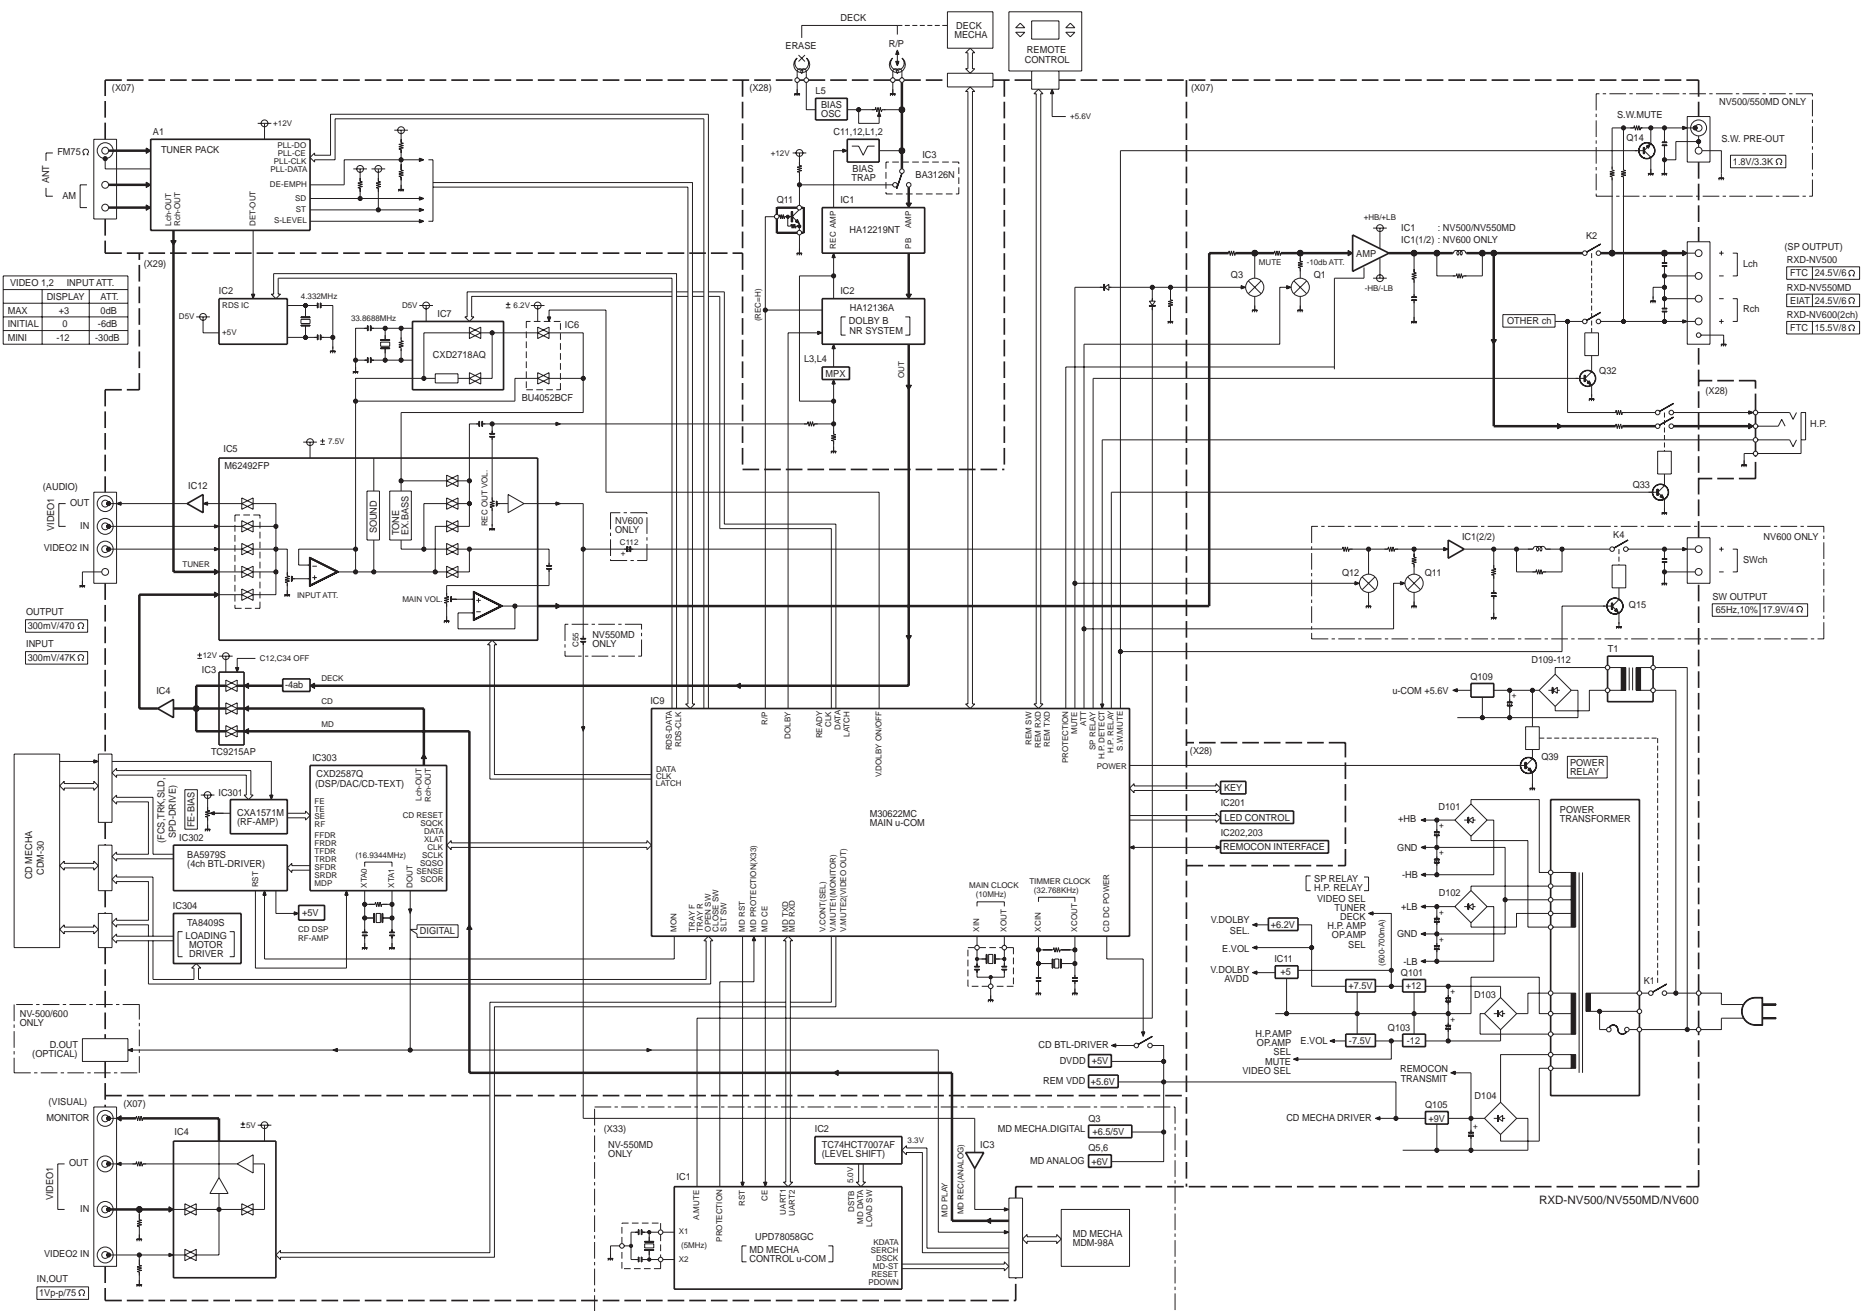 DECK
ERASE
R/P
DECK
MECHA
REMOTE
CONTROL
+5.6V
(X07)
A1
TUNER PACK
+12V
PLL-DO
PLL-CE
PLL-CLK
PLL-DATA
DE-EMPH
SD
ST
S-LEVEL
Lch-OUT
Rch-OUT
DET-OUT
ANT
FM75Ω
AM
(X28)
L5
BIAS
OSC
C11,12,L1,2
BIAS
TRAP
IC3
BA3126N
+12V
Q11
IC1
REC AMP
HA12219NT
PB AMP
(REC=H)
IC2
HA12136A
DOLBY B
NR SYSTEM
L3,L4
MPX
OUT
(X07)
NV500/550MD ONLY
S.W.MUTE
Q14
S.W. PRE-OUT
1.8V/3.3K Ω
+HB/+LB
IC1 : NV500/NV550MD
IC1(1/2) : NV600 ONLY
AMP
-HB/-LB
MUTE
-10db ATT.
Q3
Q1
K2
OTHER ch
Q32
+
Lch
−
−
Rch
+
(SP OUTPUT)
RXD-NV500
FTC 24.5V/6 Ω
RXD-NV550MD
EIAT 24.5V/6 Ω
RXD-NV600(2ch)
FTC 15.5V/8 Ω
(X28)
H.P.
Q33
NV600 ONLY
IC1(2/2)
K4
Q12
Q11
Q15
+
SWch
−
SW OUTPUT
65Hz,10% 17.9V/4 Ω
(X29)
VIDEO 1,2 INPUT ATT.
DISPLAY ATT.
MAX +3 0dB
INITIAL 0 -6dB
MINI -12 -30dB
IC2
RDS IC
D5V
+5V
4.332MHz
33.8688MHz
D5V
IC7
CXD2718AQ
± 6.2V
IC6
BU4052BCF
IC5
M62492FP
± 7.5V
SOUND
TONE
EX.BASS
REC OUT VOL.
INPUT ATT.
MAIN VOL.
(AUDIO)
VIDEO1
OUT
IN
VIDEO2 IN
IC12
TUNER
OUTPUT
300mV/470 Ω
INPUT
300mV/47K Ω
NV600
ONLY
C112
+
C55
NV550MD
ONLY
±12V
C12,C34 OFF
IC3
IC4
TC9215AP
-4ab
DECK
CD
MD
CD MECHA
CDM-30
(FCS,TRK,SLD,
SPD-DRIVE)
FE-BIAS
IC301
CXA1571M
(RF-AMP)
IC302
BA5979S
(4ch BTL-DRIVER)
RST
IC303
CXD2587Q
(DSP/DAC/CD-TEXT)
Lch-OUT
Rch-OUT
FE
TE
SE
RF
FFDR
FRDR
TFDR
TRDR
SFDR
SRDR
MDP
CD RESET
SQCK
DATA
XLAT
CLK
SCLK
SQSO
SENSE
SCOR
(16.9344MHz)
XTA0
XTA1
DOUT
+5V
CD DSP
RF-AMP
DIGITAL
IC304
TA8409S
LOADING
MOTOR
DRIVER
IC9
RDS-DATA
RDS-CLK
R/P
DOLBY
READY
CLK
DATA
LATCH
V.DOLBY ON/OFF
REM SW
REM RXD
REM TXD
PROTECTION
MUTE
ATT
SP RELAY
H.P. DETECT
H.P. RELAY
S.W.MUTE
DATA
CLK
LATCH
POWER
M30622MC
MAIN u-COM
MON
TRAY F
TRAY R
OPEN SW
CLOSE SW
SLT SW
MD RST
MD PROTECTION(X33)
MD CE
MD TXD
MD RXD
V.CONT(SEL)
V.MUTE1(MONITOR)
V.MUTE2(VIDEO OUT)
MAIN CLOCK
(10MHz)
TIMMER CLOCK
(32.768KHz)
XIN
XOUT
XCIN
XCOUT
CD DC POWER
(X28)
KEY
IC201
LED CONTROL
IC202,203
REMOCON INTERFACE
u-COM +5.6V
Q109
D109-112
T1
Q39
POWER
RELAY
D101
+HB
GND
-HB
D102
+LB
GND
-LB
POWER
TRANSFORMER
K1
SP RELAY
H.P. RELAY
VIDEO SEL
TUNER
DECK
H.P. AMP
OP.AMP
SEL
(600-700mA)
V.DOLBY
SEL.
+6.2V
E.VOL
IC11
V.DOLBY
AVDD
+5
+7.5V
Q101
+12
D103
Q103
-7.5V
-12
E.VOL
H.P.AMP
OP.AMP
SEL
MUTE
VIDEO SEL
REMOCON
TRANSMIT
D104
CD MECHA DRIVER
Q105
+9V
CD BTL-DRIVER
DVDD +5V
REM VDD +5.6V
Q3
MD MECHA.DIGITAL +6.5/5V
Q5,6
MD ANALOG +6V
NV-500/600
ONLY
D.OUT
(OPTICAL)
(VISUAL)
(X07)
MONITOR
±5V
IC4
VIDEO1
OUT
IN
VIDEO2 IN
IN,OUT
1Vp-p/75 Ω
(X33)
NV-550MD
ONLY
IC2
TC74HCT7007AF
(LEVEL SHIFT)
3.3V
5.0V
IC3
MD PLAY
MD REC(ANALOG)
IC1
A.MUTE
PROTECTION
RST
CE
UART1
UART2
DSTB
MD DATA
LOAD SW
X1
(5MHz)
X2
UPD78058GC
MD MECHA
CONTROL u-COM
KDATA
SERCH
DSCK
MD-ST
RESET
PDOWN
MD MECHA
MDM-98A
RXD-NV500/NV550MD/NV600